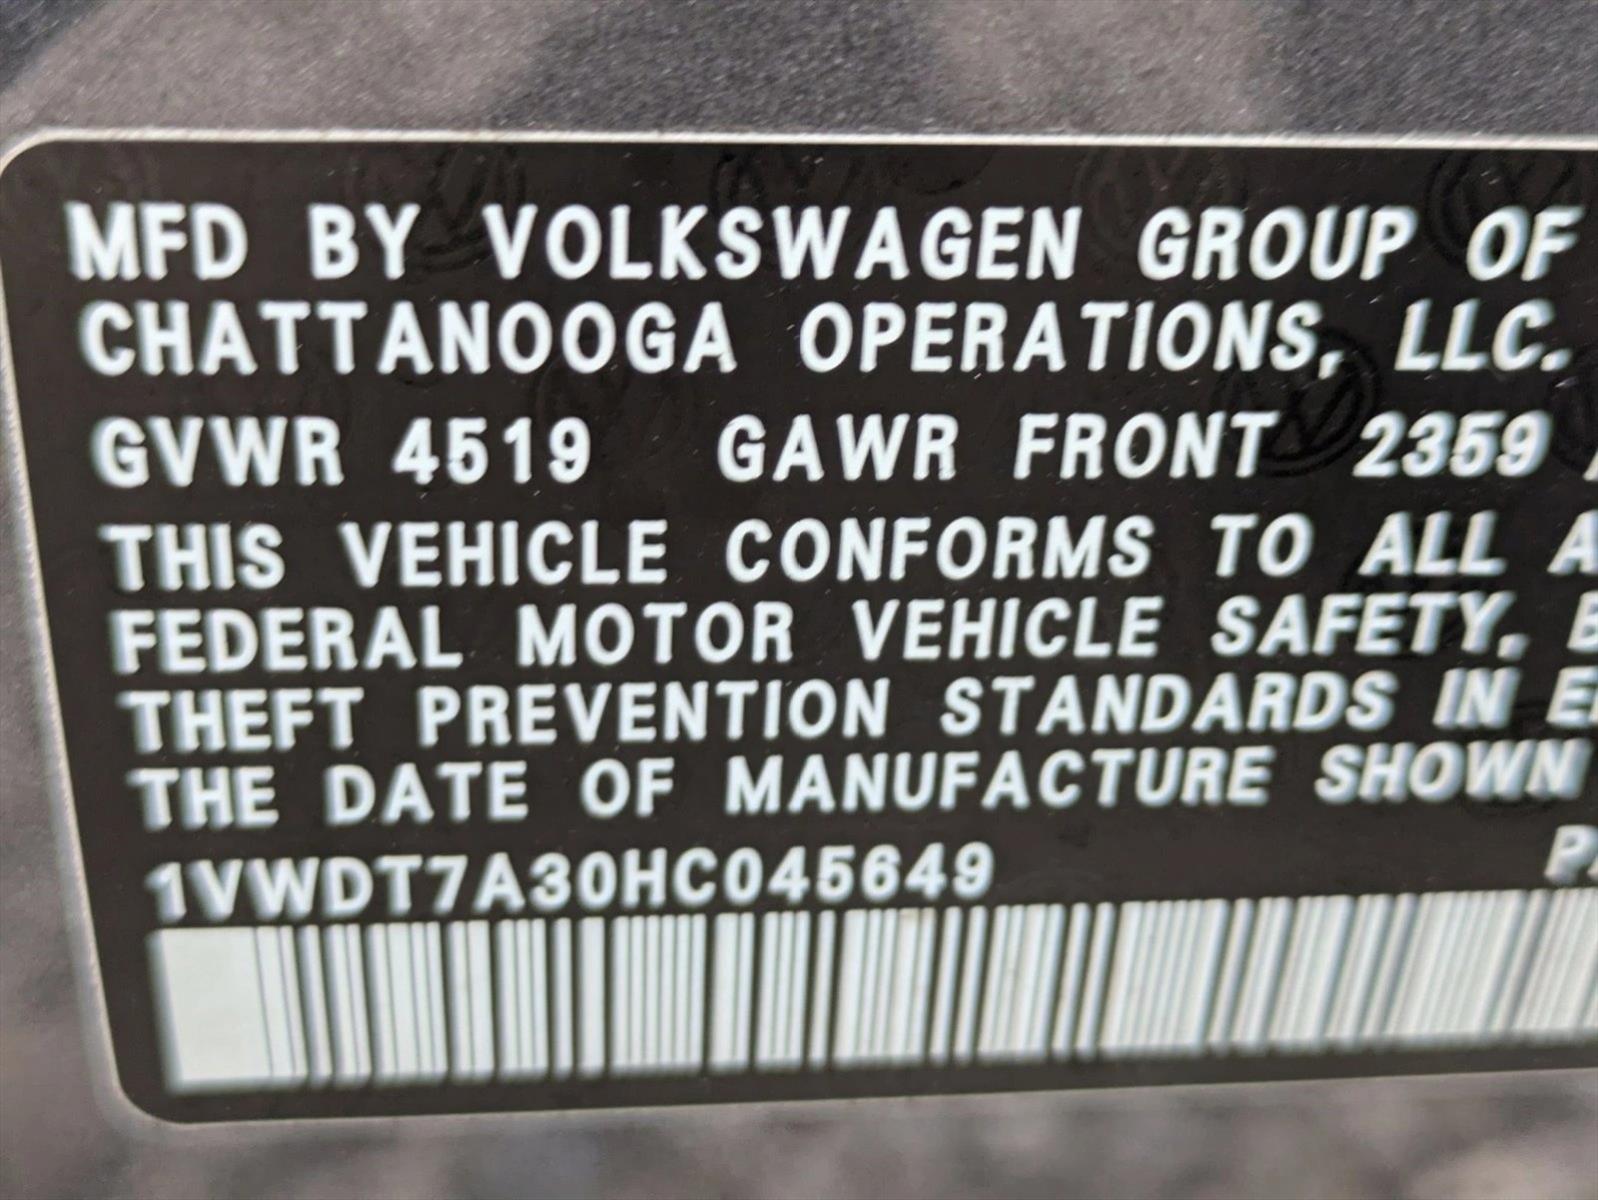 MFD BY VOLKSWAGEN GROUP OF
CHATTANOOGA OPERATIONS, LLC.
GVWR 4519 GAWR FRONT 2359
THIS VEHICLE CONFORMS TO ALL
FEDERAL MOTOR VEHICLE SAFETY,
THEFT PREVENTION STANDARDS IN
THE DATE OF MANUFACTURE SHOWN
1VWDT7A30HC045649